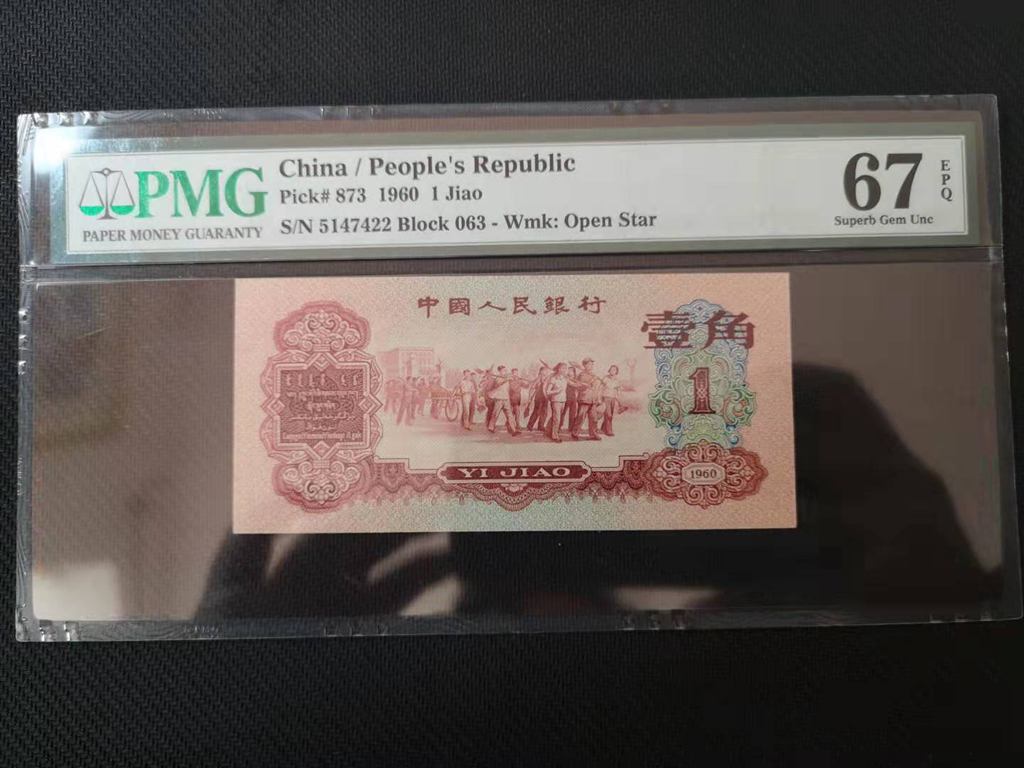 PMG
PAPER MONEY GUARANTY
China / People's Republic
Pick# 873 1960 1 Jiao
S/N 5147422 Block 063 - Wmk: Open Star
67
EPQ
Superb Gem Unc
中國人民銀行
壹角
1
YI JIAO
1960